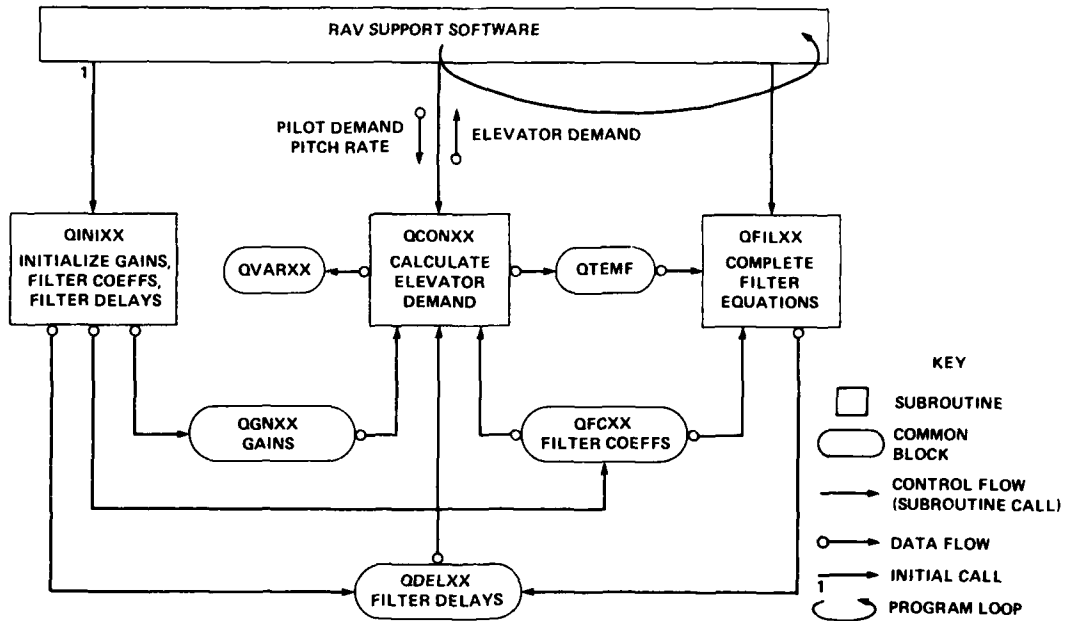 RAV SUPPORT SOFTWARE
1
PILOT DEMAND
PITCH RATE
ELEVATOR DEMAND
QINIXX
INITIALIZE GAINS,
FILTER COEFFS,
FILTER DELAYS
QVARXX
QCONXX
CALCULATE
ELEVATOR
DEMAND
QTEMF
QFILXX
COMPLETE
FILTER
EQUATIONS
QGNXX
GAINS
QFCXX
FILTER COEFFS
QDELXX
FILTER DELAYS
KEY
SUBROUTINE
COMMON
BLOCK
CONTROL FLOW
(SUBROUTINE CALL)
DATA FLOW
INITIAL CALL
1
PROGRAM LOOP